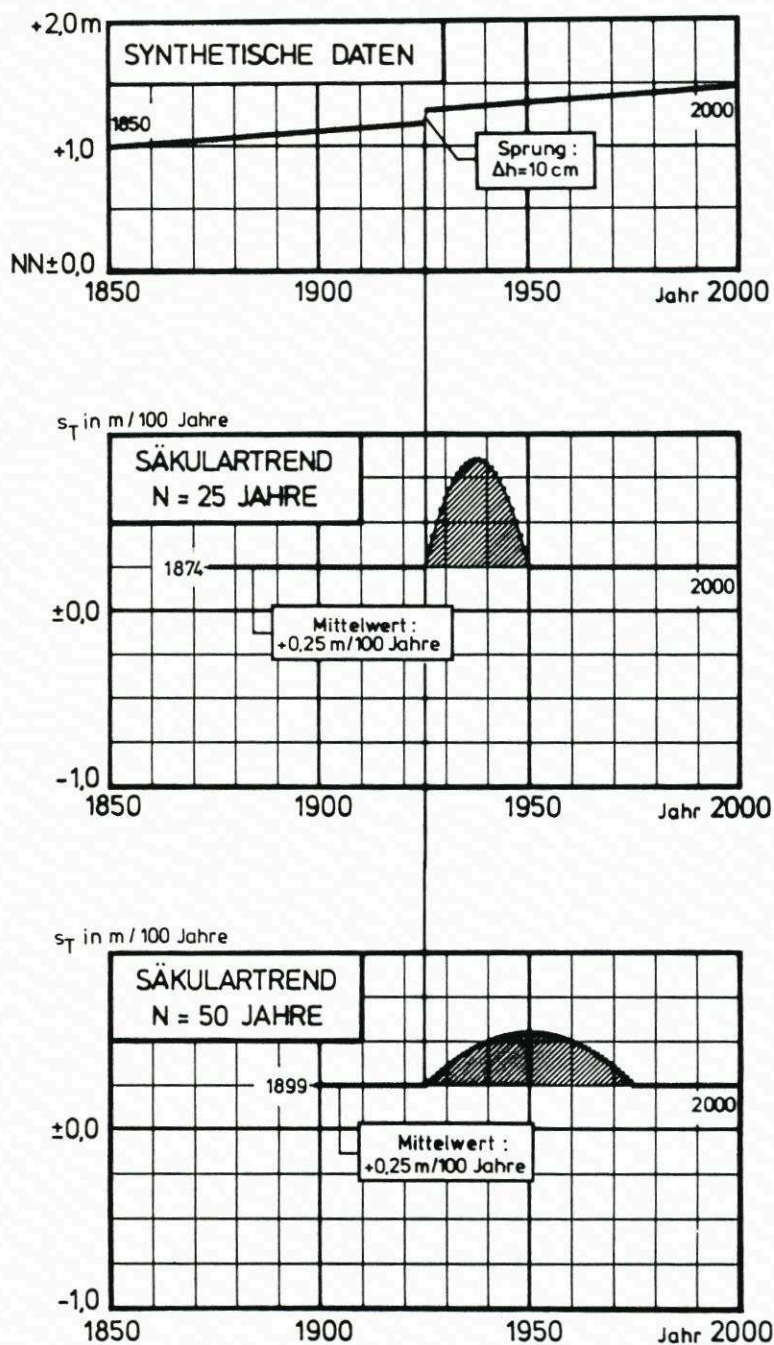 +2,0 m
SYNTHETISCHE DATEN
1850
2000
+1,0
Sprung :
Δh=10 cm
NN±0,0
1850 1900 1950 Jahr 2000
sT in m / 100 Jahre
SÄKULARTREND
N = 25 JAHRE
1874
2000
±0,0
Mittelwert :
+0,25 m/100 Jahre
-1,0
1850 1900 1950 Jahr 2000
sT in m / 100 Jahre
SÄKULARTREND
N = 50 JAHRE
1899
2000
±0,0
Mittelwert :
+0,25 m/100 Jahre
-1,0
1850 1900 1950 Jahr 2000